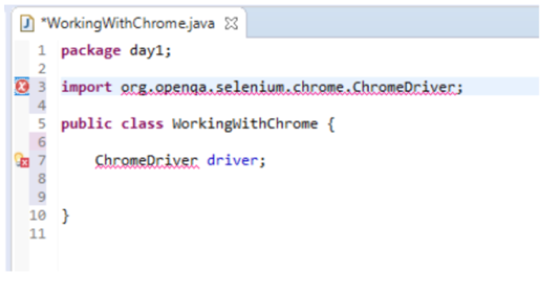 *WorkingWithChrome.java
1 package day1;
2
3 import org.openqa.selenium.chrome.ChromeDriver;
4
5 public class WorkingWithChrome {
6
7 ChromeDriver driver;
8
9
10 }
11